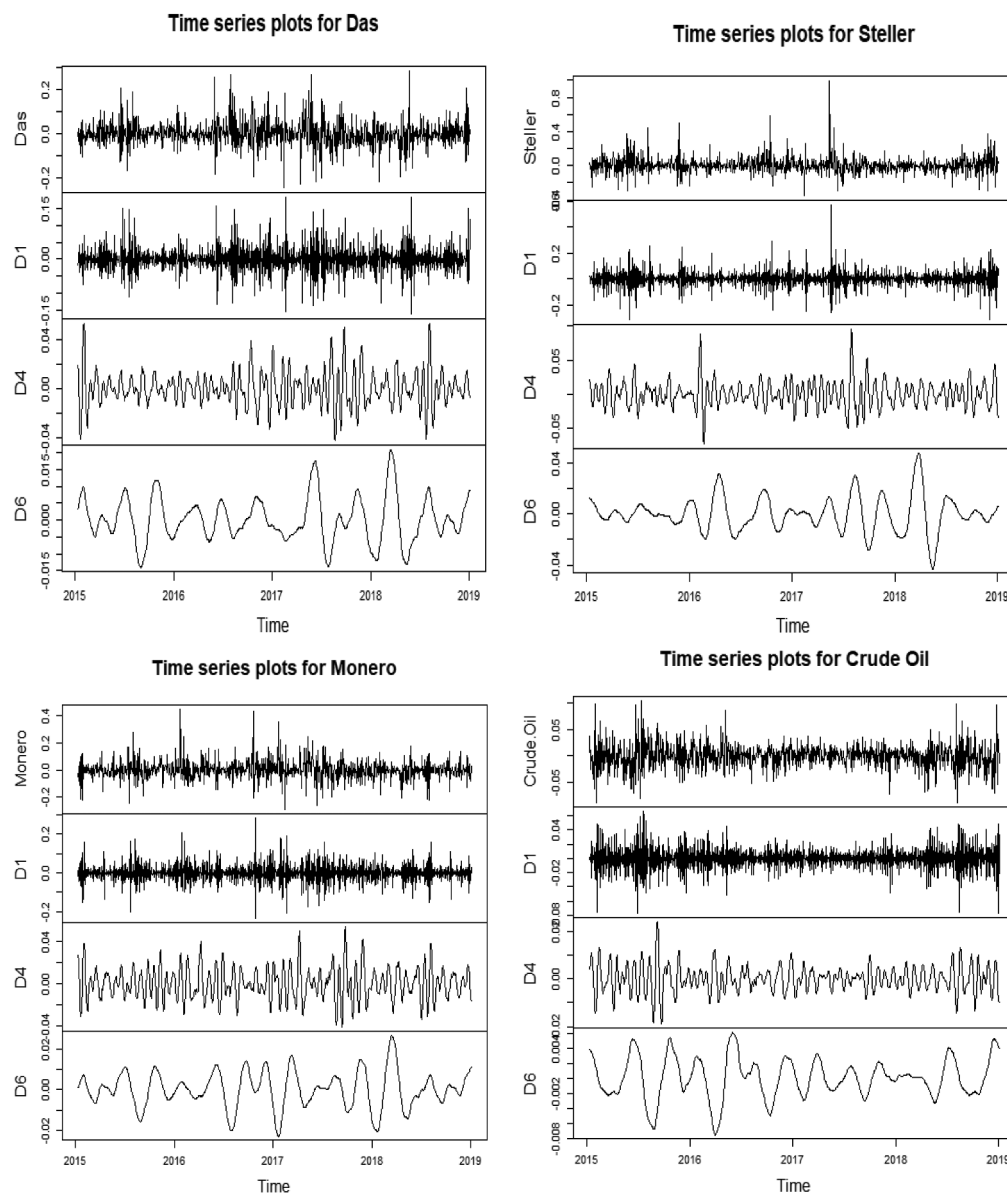 Time series plots for Das
Das
-0.2 0.0 0.2
D1
-0.15 0.00 0.15
D4
-0.04 0.00 0.04
D6
-0.015 0.000 0.015
2015 2016 2017 2018 2019
Time
Time series plots for Steller
Steller
0.0 0.4 0.8
D1
-0.2 0.2
D4
-0.05 0.05
D6
-0.04 0.00 0.04
2015 2016 2017 2018 2019
Time
Time series plots for Monero
Monero
-0.2 0.0 0.2 0.4
D1
-0.2 0.0 0.2
D4
-0.04 0.00 0.04
D6
-0.02 0.00 0.02
2015 2016 2017 2018 2019
Time
Time series plots for Crude Oil
Crude.Oil
-0.05 0.05
D1
-0.08 -0.02 0.04
D4
-0.02 0.00
D6
-0.008 -0.002 0.004
2015 2016 2017 2018 2019
Time